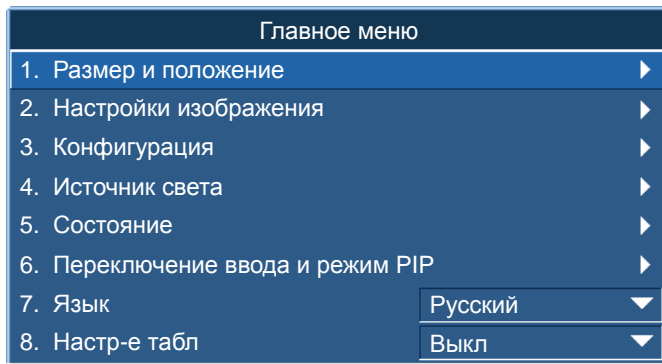 Главное меню
1. Размер и положение
2. Настройки изображения
3. Конфигурация
4. Источник света
5. Состояние
6. Переключение ввода и режим PIP
7. Язык Русский
8. Настр-е табл Выкл